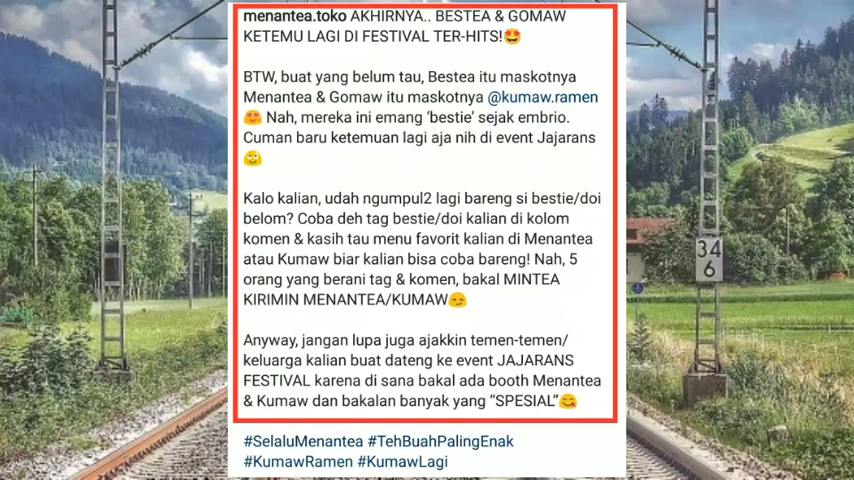 menantea.toko AKHIRNYA.. BESTEA & GOMAW
KETEMU LAGI DI FESTIVAL TER-HITS!🤩
BTW, buat yang belum tau, Bestea itu maskotnya
Menantea & Gomaw itu maskotnya @kumaw.ramen
😍 Nah, mereka ini emang ‘bestie’ sejak embrio.
Cuman baru ketemuan lagi aja nih di event Jajarans
🙄
Kalo kalian, udah ngumpul2 lagi bareng si bestie/doi
belom? Coba deh tag bestie/doi kalian di kolom
komen & kasih tau menu favorit kalian di Menantea
atau Kumaw biar kalian bisa coba bareng! Nah, 5
orang yang berani tag & komen, bakal MINTEA
KIRIMIN MENANTEA/KUMAW😏
Anyway, jangan lupa juga ajakkin temen-temen/
keluarga kalian buat dateng ke event JAJARANS
FESTIVAL karena di sana bakal ada booth Menantea
& Kumaw dan bakalan banyak yang “SPESIAL”😋
#SelaluMenantea #TehBuahPalingEnak
#KumawRamen #KumawLagi
34
6